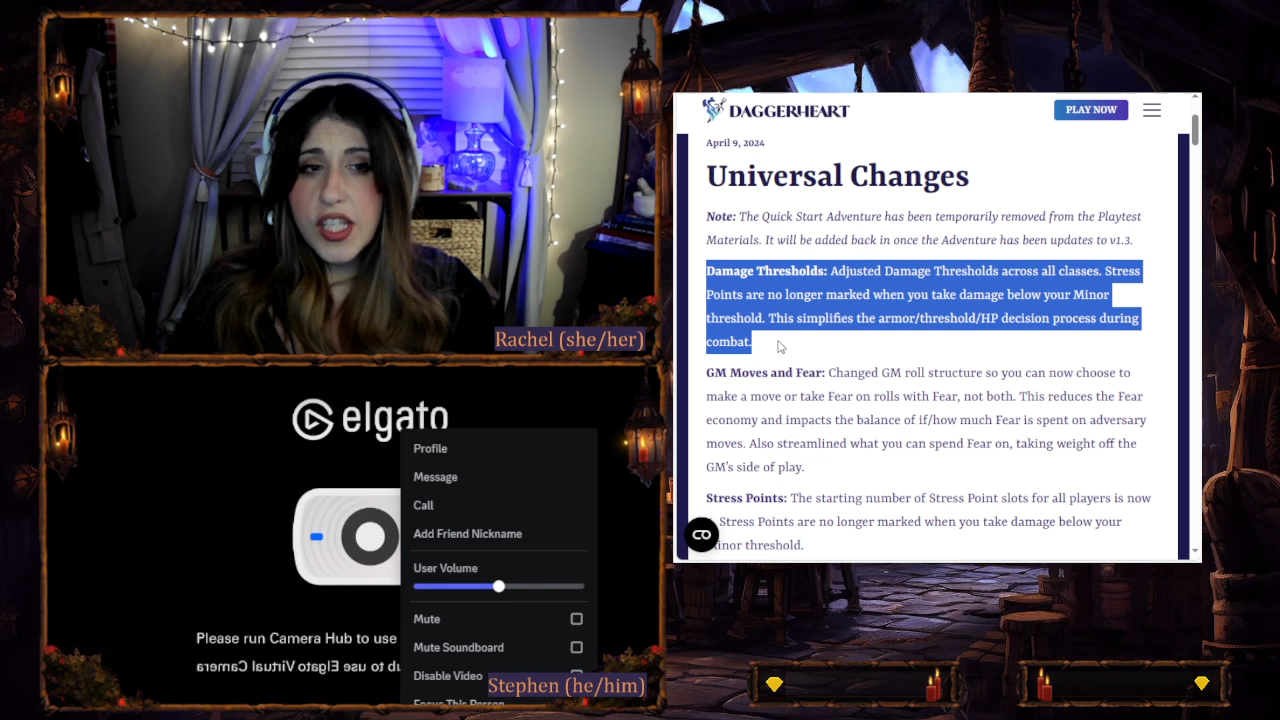 Rachel (she/her)
elgato
Profile
Message
Call
Add Friend Nickname
User Volume
Mute
Mute Soundboard
Disable Video
Focus This Person
Please run Camera Hub to use
Stephen (he/him)
DAGGERHEART
PLAY NOW
April 9, 2024
Universal Changes
Note: The Quick Start Adventure has been temporarily removed from the Playtest
Materials. It will be added back in once the Adventure has been updates to v1.3.
Damage Thresholds: Adjusted Damage Thresholds across all classes. Stress
Points are no longer marked when you take damage below your Minor
threshold. This simplifies the armor/threshold/HP decision process during
combat.
GM Moves and Fear: Changed GM roll structure so you can now choose to
make a move or take Fear on rolls with Fear, not both. This reduces the Fear
economy and impacts the balance of if/how much Fear is spent on adversary
moves. Also streamlined what you can spend Fear on, taking weight off the
GM's side of play.
Stress Points: The starting number of Stress Point slots for all players is now
Stress Points are no longer marked when you take damage below your
inor threshold.